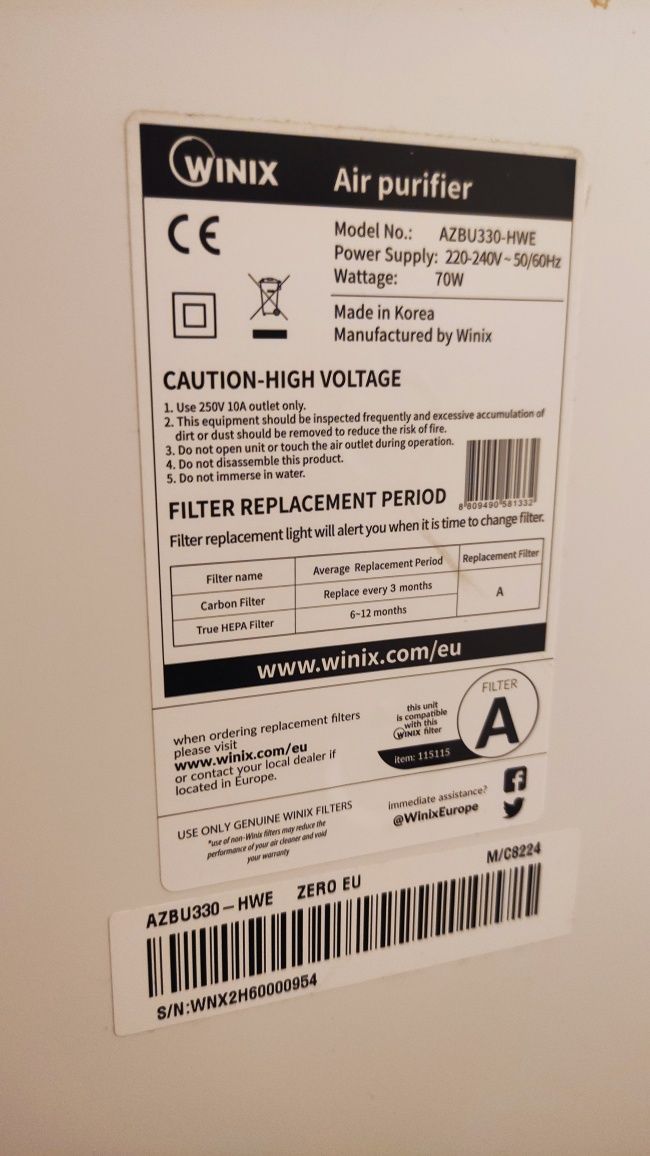 WINIX Air purifier
CE
Model No.: AZBU330-HWE
Power Supply: 220-240V ~ 50/60Hz
Wattage: 70W
Made in Korea
Manufactured by Winix
CAUTION-HIGH VOLTAGE
1. Use 250V 10A outlet only.
2. This equipment should be inspected frequently and excessive accumulation of
dirt or dust should be removed to reduce the risk of fire.
3. Do not open unit or touch the air outlet during operation.
4. Do not disassemble this product.
5. Do not immerse in water.
8 809490 581332
FILTER REPLACEMENT PERIOD
Filter replacement light will alert you when it is time to change filter.
Filter name Average Replacement Period Replacement Filter
Carbon Filter Replace every 3 months A
True HEPA Filter 6~12 months
www.winix.com/eu
when ordering replacement filters
please visit
www.winix.com/eu
or contact your local dealer if
located in Europe.
this unit
is compatible
with this
WINIX filter
item: 115115
FILTER
A
USE ONLY GENUINE WINIX FILTERS
*use of non-Winix filters may reduce the
performance of your air cleaner and void
your warranty
immediate assistance?
@WinixEurope
AZBU330-HWE ZERO EU M/C8224
S/N:WNX2H60000954